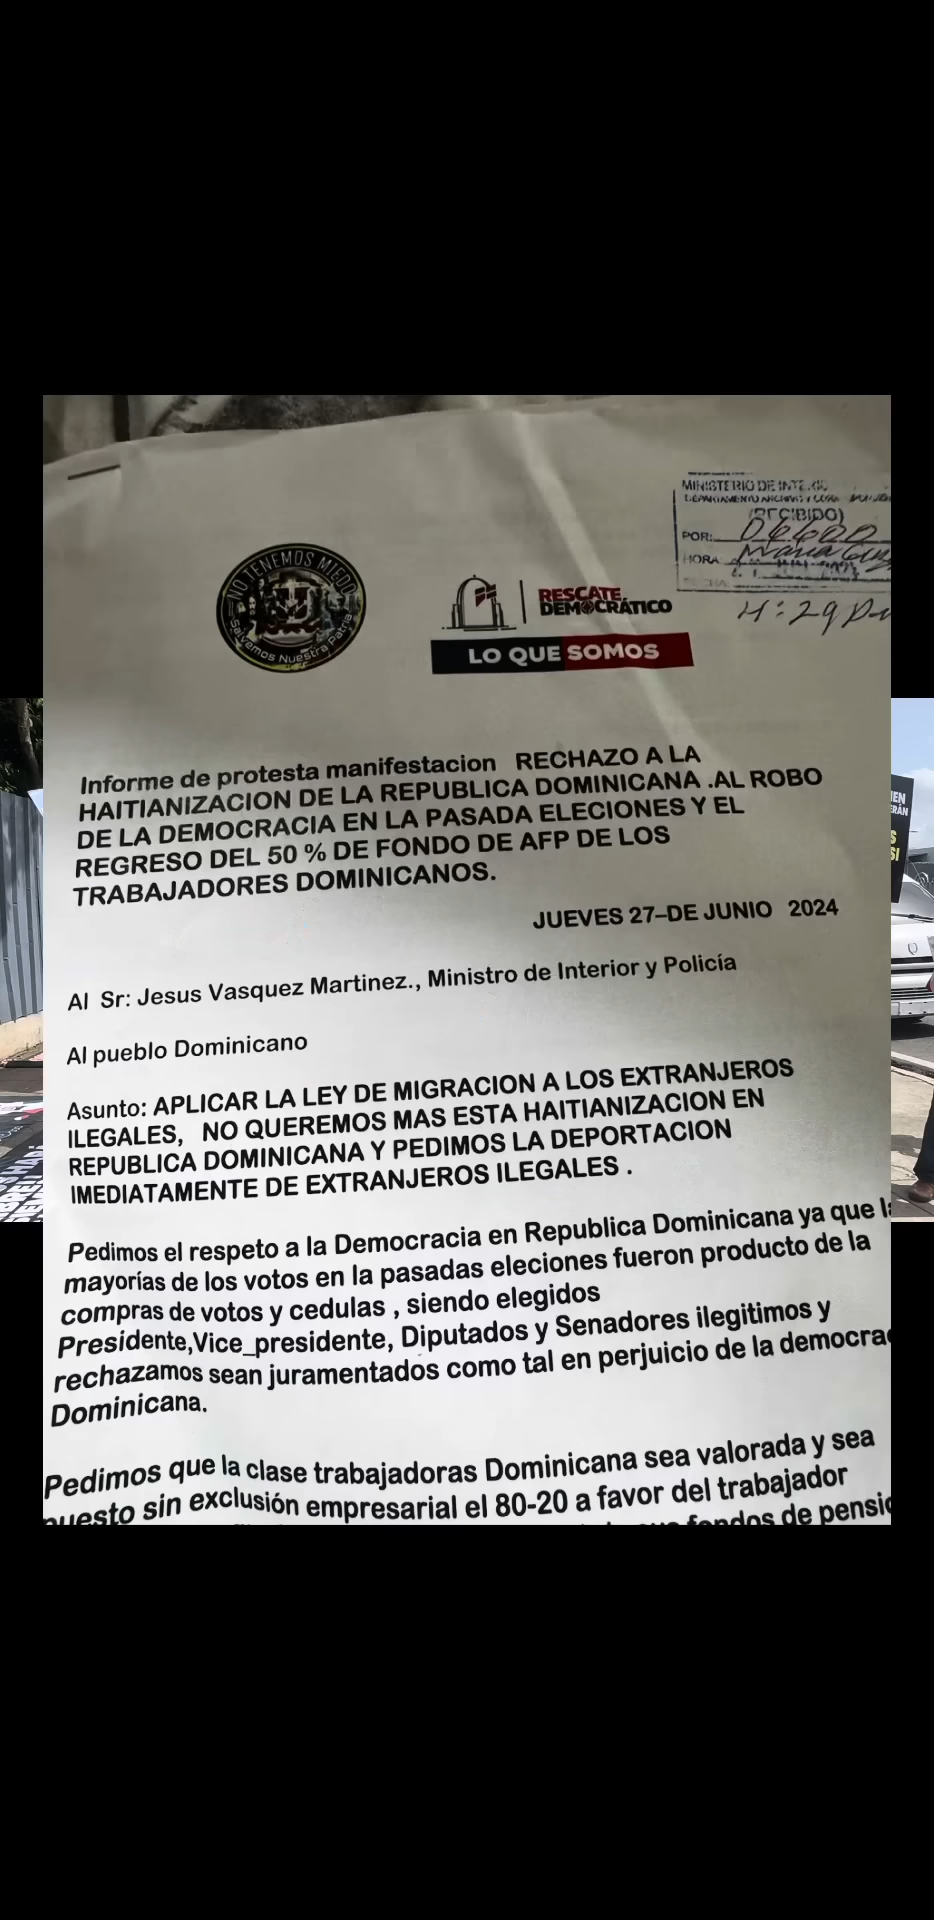 MINISTERIO DE INTERIO
(RECIBIDO)
POR: 04600
HORA
FECHA:
4:29 p
NO TENEMOS MIEDO
Salvemos Nuestra Patria
RESCATE
DEMOCRÁTICO
LO QUE SOMOS
Informe de protesta manifestacion RECHAZO A LA
HAITIANIZACION DE LA REPUBLICA DOMINICANA .AL ROBO
DE LA DEMOCRACIA EN LA PASADA ELECIONES Y EL
REGRESO DEL 50 % DE FONDO DE AFP DE LOS
TRABAJADORES DOMINICANOS.
JUEVES 27–DE JUNIO 2024
Al Sr: Jesus Vasquez Martinez., Ministro de Interior y Policía
Al pueblo Dominicano
Asunto: APLICAR LA LEY DE MIGRACION A LOS EXTRANJEROS
ILEGALES, NO QUEREMOS MAS ESTA HAITIANIZACION EN
REPUBLICA DOMINICANA Y PEDIMOS LA DEPORTACION
IMEDIATAMENTE DE EXTRANJEROS ILEGALES .
Pedimos el respeto a la Democracia en Republica Dominicana ya que la
mayorías de los votos en la pasadas eleciones fueron producto de la
compras de votos y cedulas , siendo elegidos
Presidente,Vice_presidente, Diputados y Senadores ilegitimos y
rechazamos sean juramentados como tal en perjuicio de la democrac
Dominicana.
Pedimos que la clase trabajadoras Dominicana sea valorada y sea
puesto sin exclusión empresarial el 80-20 a favor del trabajador
fondos de pensio